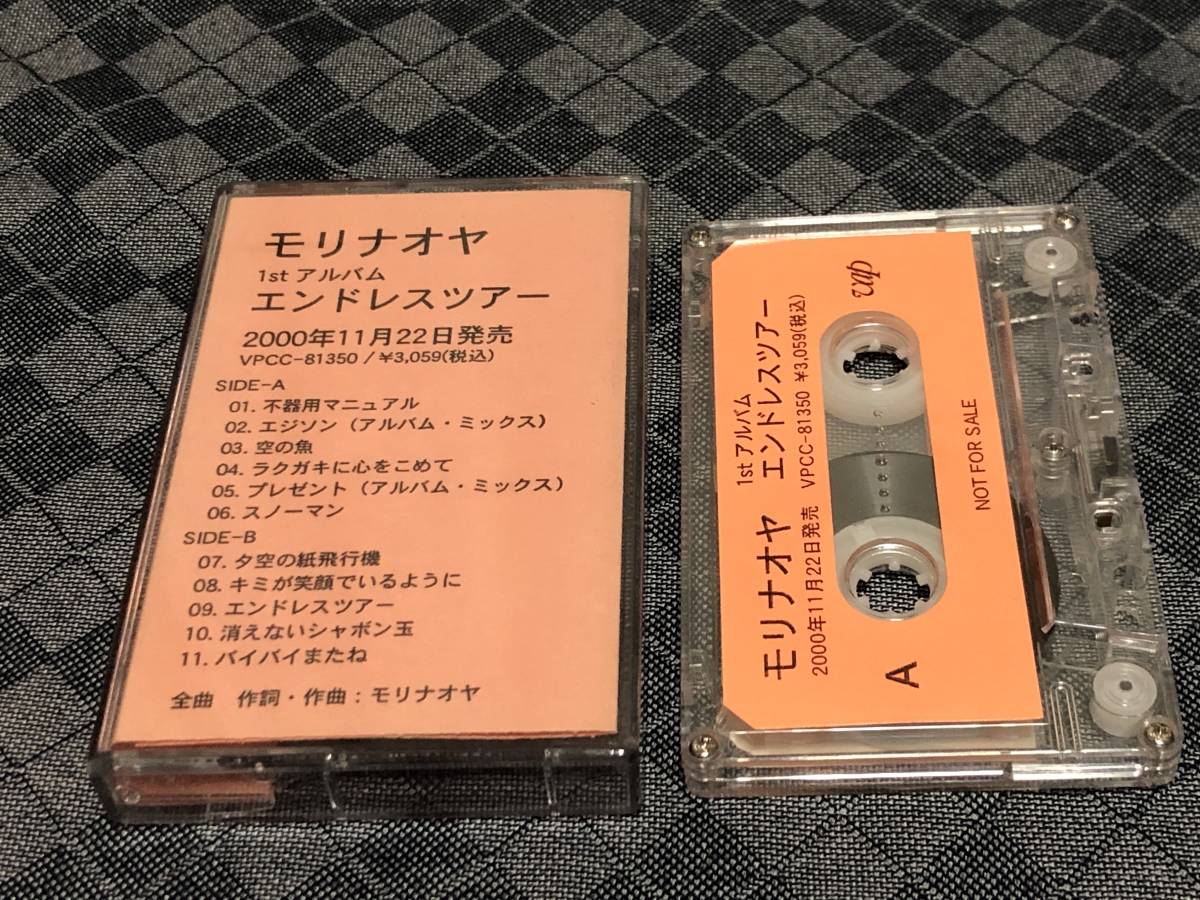 モリナオヤ
1st アルバム
エンドレスツアー
2000年11月22日発売
VPCC-81350 / ¥3,059(税込)
SIDE-A
01. 不器用マニュアル
02. エジソン（アルバム・ミックス）
03. 空の魚
04. ラクガキに心をこめて
05. プレゼント（アルバム・ミックス）
06. スノーマン
SIDE-B
07. 夕空の紙飛行機
08. キミが笑顔でいるように
09. エンドレスツアー
10. 消えないシャボン玉
11. バイバイまたね
全曲　作詞・作曲：モリナオヤ
vap
1stアルバム
モリナオヤ　エンドレスツアー
2000年11月22日発売　VPCC-81350 ¥3,059(税込)
A
NOT FOR SALE